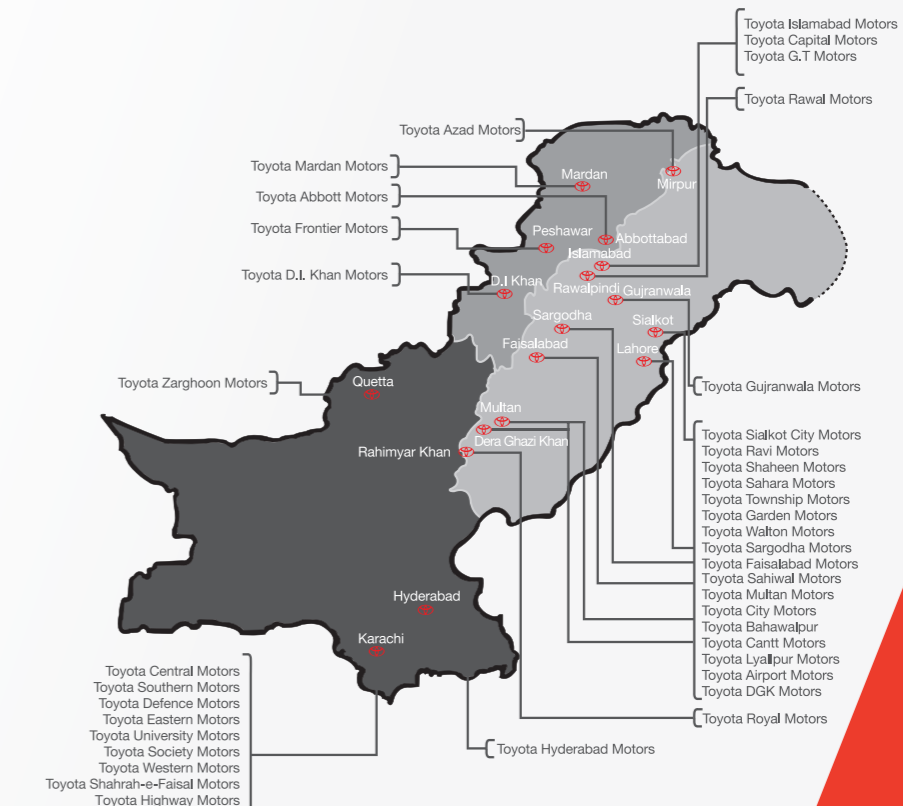 Toyota Islamabad Motors
Toyota Capital Motors
Toyota G.T Motors
Toyota Rawal Motors
Toyota Azad Motors
Toyota Mardan Motors
Toyota Abbott Motors
Toyota Frontier Motors
Toyota D.I. Khan Motors
Mardan
Mirpur
Peshawar
Abbottabad
Islamabad
D.I Khan
Rawalpindi
Gujranwala
Sargodha
Sialkot
Faisalabad
Lahore
Toyota Zarghoon Motors
Quetta
Toyota Gujranwala Motors
Multan
Dera Ghazi Khan
Rahimyar Khan
Toyota Sialkot City Motors
Toyota Ravi Motors
Toyota Shaheen Motors
Toyota Sahara Motors
Toyota Township Motors
Toyota Garden Motors
Toyota Walton Motors
Toyota Sargodha Motors
Toyota Faisalabad Motors
Toyota Sahiwal Motors
Toyota Multan Motors
Toyota City Motors
Toyota Bahawalpur
Toyota Cantt Motors
Toyota Lyallpur Motors
Toyota Airport Motors
Toyota DGK Motors
Toyota Royal Motors
Hyderabad
Karachi
Toyota Central Motors
Toyota Southern Motors
Toyota Defence Motors
Toyota Eastern Motors
Toyota University Motors
Toyota Society Motors
Toyota Western Motors
Toyota Shahrah-e-Faisal Motors
Toyota Highway Motors
Toyota Hyderabad Motors